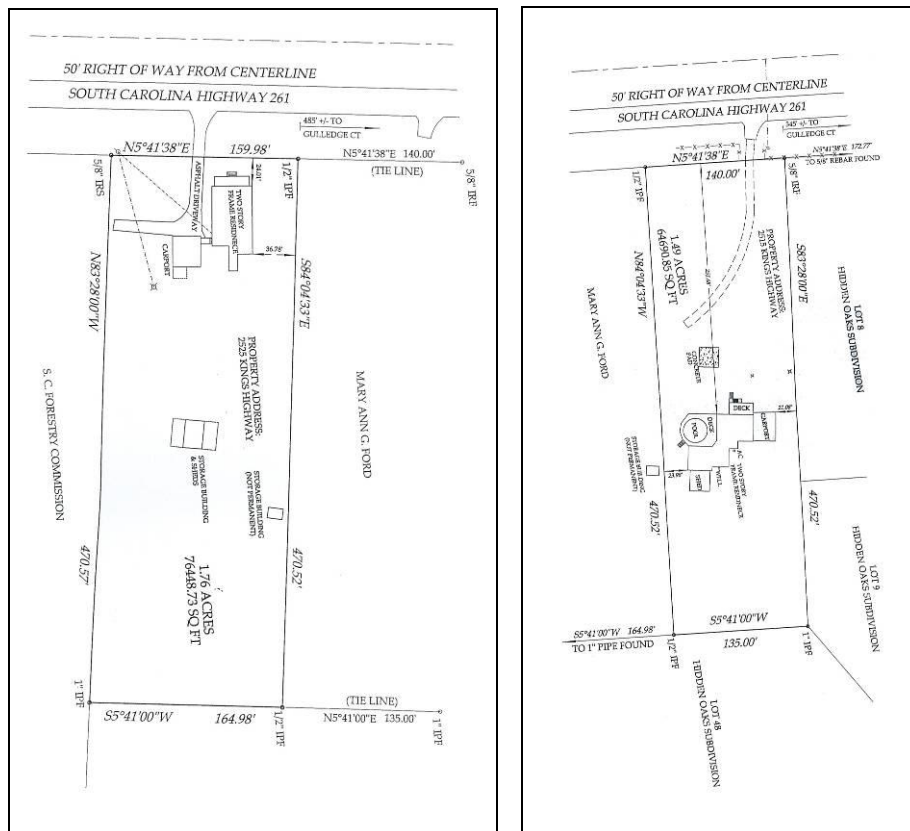 50' RIGHT OF WAY FROM CENTERLINE
SOUTH CAROLINA HIGHWAY 261
485' +/- TO
GULLEDGE CT
N5°41'38"E 159.98'
N5°41'38"E 140.00'
(TIE LINE)
5/8" IRS
1/2" IPF
5/8" IRF
ASPHALT DRIVEWAY
TWO STORY
FRAME RESIDNECE
CARPORT
36.78'
N83°28'00"W
S84°04'33"E
PROPERTY ADDRESS:
2525 KINGS HIGHWAY
MARY ANN G. FORD
S. C. FORESTRY COMMISSION
STORAGE BUILDING
& SHEDS
STORAGE BUILDING
(NOT PERMANENT)
470.57'
470.52'
1.76 ACRES
76448.73 SQ FT
1" IPF
S5°41'00"W 164.98'
1/2" IPF
(TIE LINE)
N5°41'00"E 135.00'
1" IPF
50' RIGHT OF WAY FROM CENTERLINE
SOUTH CAROLINA HIGHWAY 261
345' +/- TO
GULLEDGE CT
N5°41'38"E
140.00'
N5°41'38"E 172.77'
TO 5/8" REBAR FOUND
1/2" IPF
5/8" IRF
1.49 ACRES
64690.85 SQ FT
N84°04'33"W
S83°28'00"E
PROPERTY ADDRESS:
2515 KINGS HIGHWAY
LOT 8
HIDDEN OAKS SUBDIVISION
MARY ANN G. FORD
CONCRETE
PAD
DECK
CARPORT
DECK
POOL
AC
TWO STORY
FRAME RESIDNECE
WELL
SHED
STORAGE BUILDING
(NOT PERMANENT)
470.52'
470.52'
LOT 9
HIDDEN OAKS SUBDIVISION
S5°41'00"W
135.00'
S5°41'00"W 164.98'
TO 1" PIPE FOUND
1/2" IPF
1" IPF
LOT 48
HIDDEN OAKS SUBDIVISION